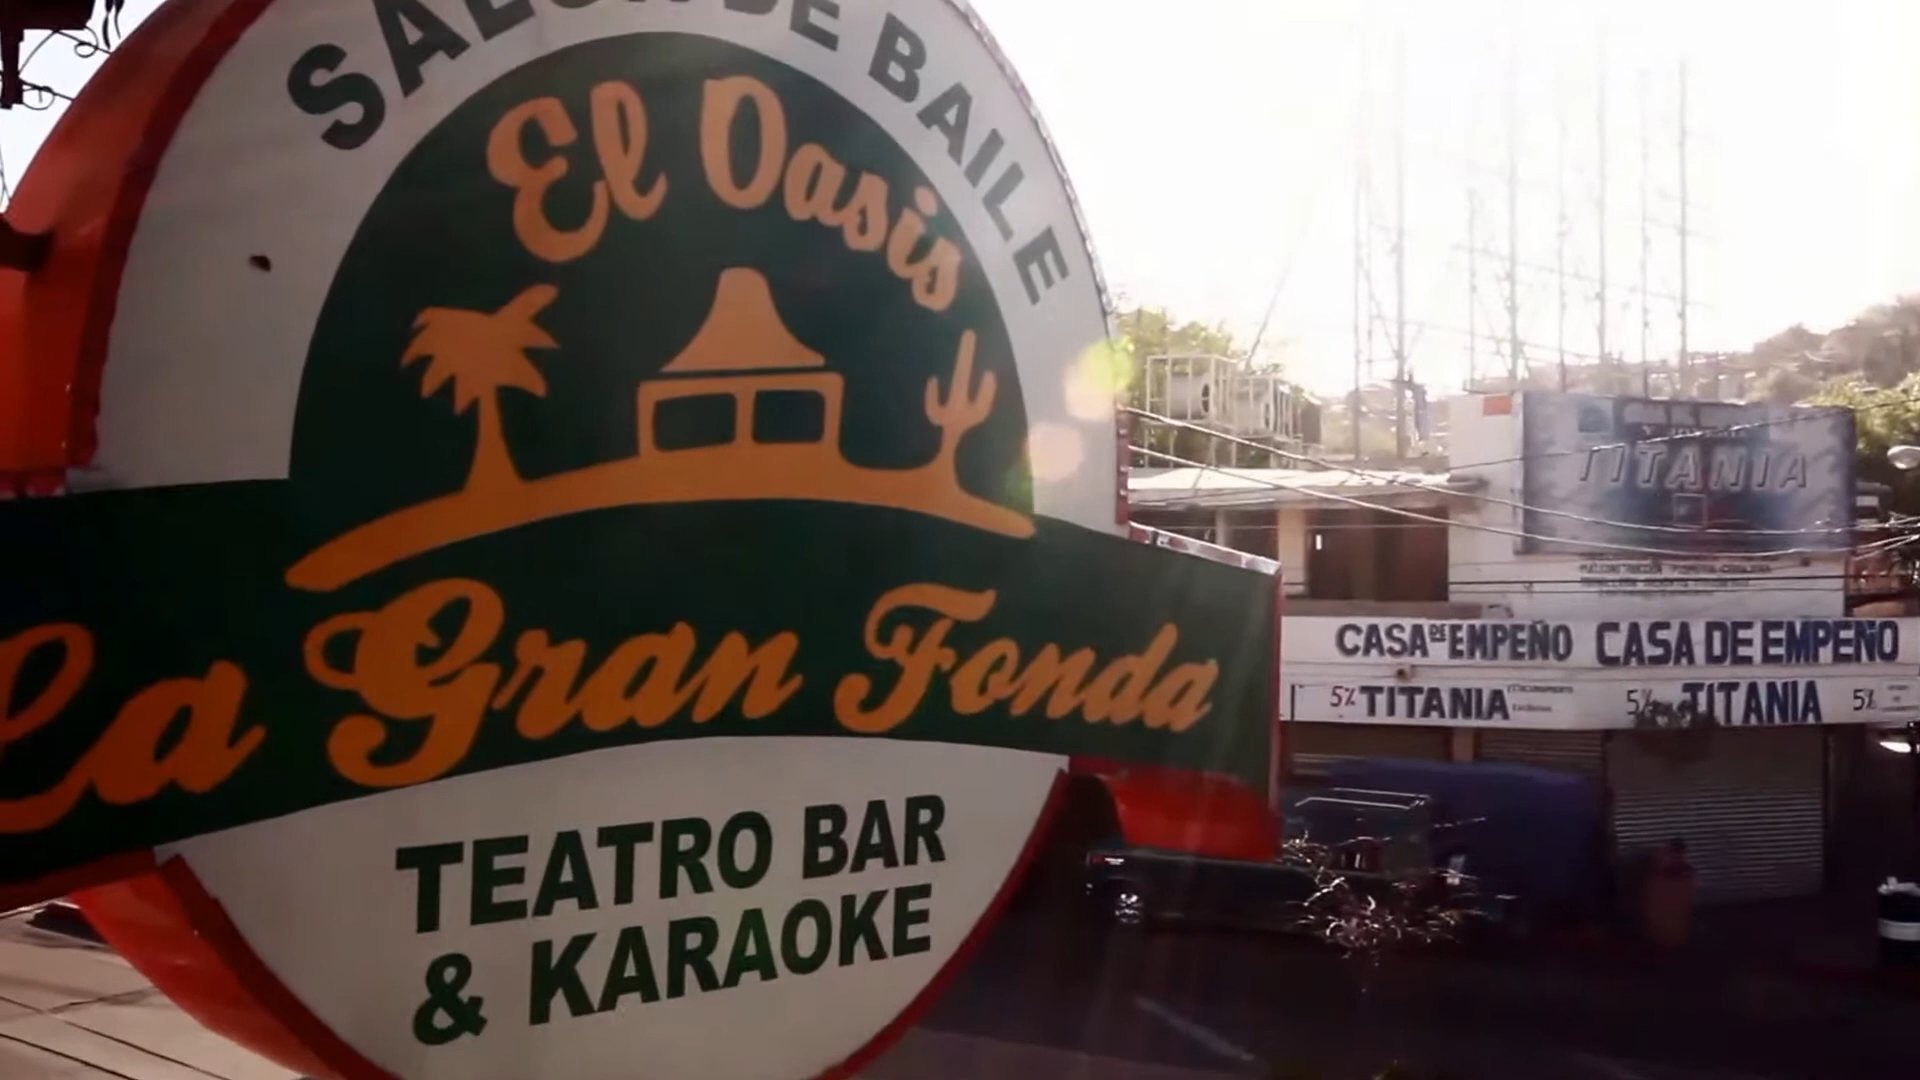 SALON DE BAILE
El Oasis
La Gran Fonda
TEATRO BAR
& KARAOKE
TITANIA
CASA DE EMPEÑO CASA DE EMPEÑO
5% TITANIA 5% TITANIA 5%